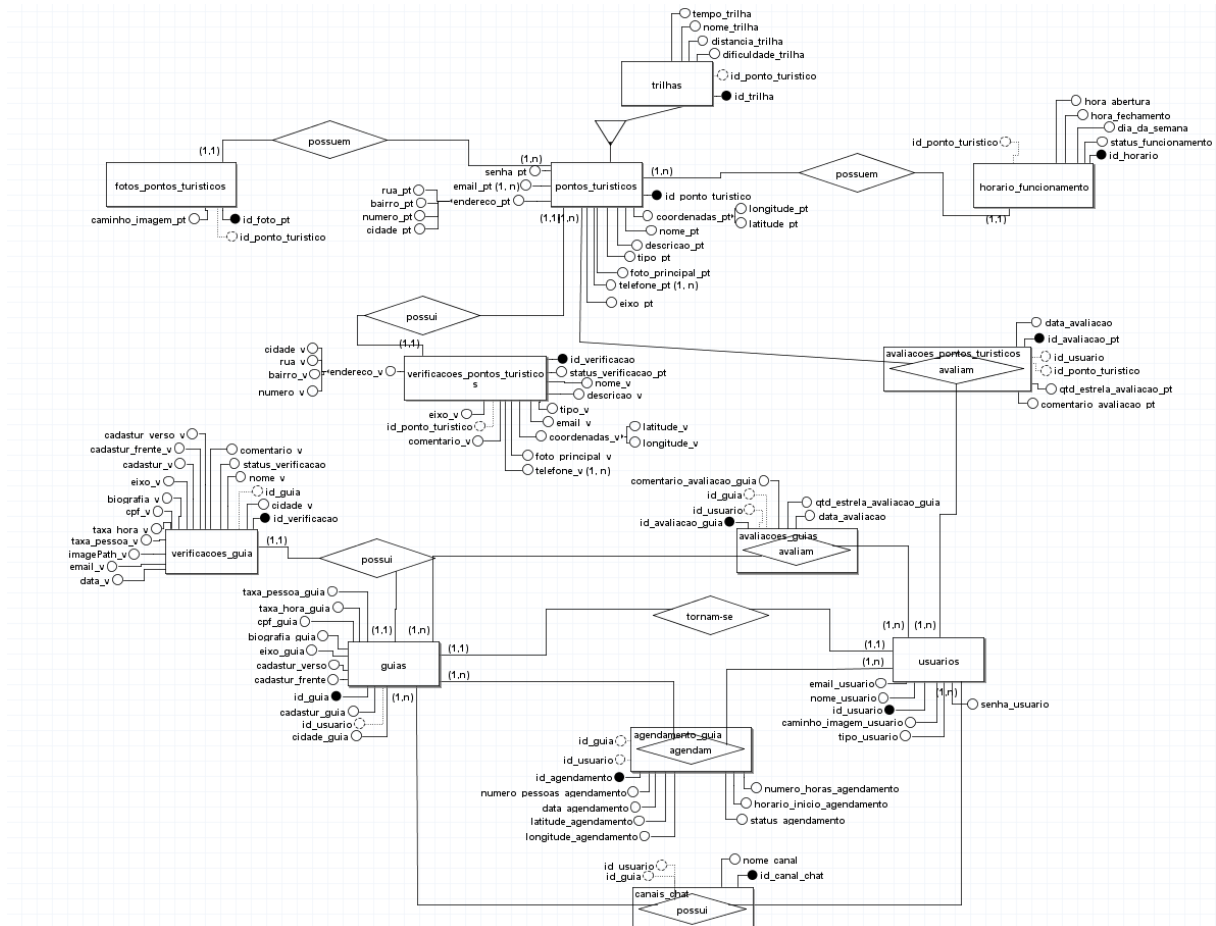 tempo_trilha
nome_trilha
distancia_trilha
dificuldade_trilha
trilhas
id_ponto_turistico
id_trilha
possuem
(1,1)
(1,n)
fotos_pontos_turisticos
caminho_imagem_pt
id_foto_pt
id_ponto_turistico
senha_pt
email_pt (1, n)
endereco_pt
rua_pt
bairro_pt
numero_pt
cidade_pt
pontos_turisticos
(1,n)
id_ponto_turistico
coordenadas_pt
longitude_pt
latitude_pt
nome_pt
descricao_pt
tipo_pt
foto_principal_pt
telefone_pt (1, n)
eixo_pt
(1,1)
(1,n)
possuem
hora_abertura
hora_fechamento
dia_da_semana
status_funcionamento
id_horario
id_ponto_turistico
horario_funcionamento
(1,1)
possui
(1,1)
cidade_v
rua_v
bairro_v
numero_v
endereco_v
verificacoes_pontos_turistico
s
id_verificacao
status_verificacao_pt
nome_v
descricao_v
tipo_v
email_v
coordenadas_v
latitude_v
longitude_v
foto_principal_v
telefone_v (1, n)
eixo_v
id_ponto_turistico
comentario_v
avaliacoes_pontos_turisticos
avaliam
data_avaliacao
id_avaliacao_pt
id_usuario
id_ponto_turistico
qtd_estrela_avaliacao_pt
comentario_avaliacao_pt
cadastur_verso_v
cadastur_frente_v
cadastur_v
eixo_v
biografia_v
cpf_v
taxa_hora_v
taxa_pessoa_v
imagePath_v
email_v
data_v
comentario_v
status_verificacao
nome_v
id_guia
cidade_v
id_verificacao
verificacoes_guia
(1,1)
possui
comentario_avaliacao_guia
id_guia
id_usuario
id_avaliacao_guia
qtd_estrela_avaliacao_guia
data_avaliacao
avaliacoes_guias
avaliam
taxa_pessoa_guia
taxa_hora_guia
cpf_guia
biografia_guia
eixo_guia
cadastur_verso
cadastur_frente
id_guia
cadastur_guia
id_usuario
cidade_guia
guias
(1,1)
(1,n)
(1,1)
(1,n)
(1,n)
tornam-se
(1,n)
(1,n)
(1,1)
(1,n)
(1,n)
usuarios
email_usuario
nome_usuario
id_usuario
caminho_imagem_usuario
tipo_usuario
senha_usuario
agendamento_guia
agendam
id_guia
id_usuario
id_agendamento
numero_pessoas_agendamento
data_agendamento
latitude_agendamento
longitude_agendamento
numero_horas_agendamento
horario_inicio_agendamento
status_agendamento
id_usuario
id_guia
nome_canal
id_canal_chat
canais_chat
possui